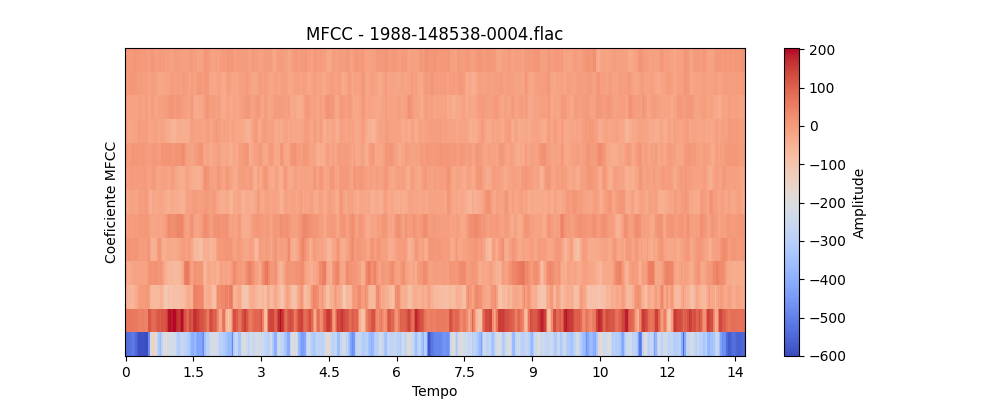 MFCC - 1988-148538-0004.flac
Coeficiente MFCC
0 1.5 3 4.5 6 7.5 9 10 12 14
Tempo
200
100
0
−100
−200
−300
−400
−500
−600
Amplitude